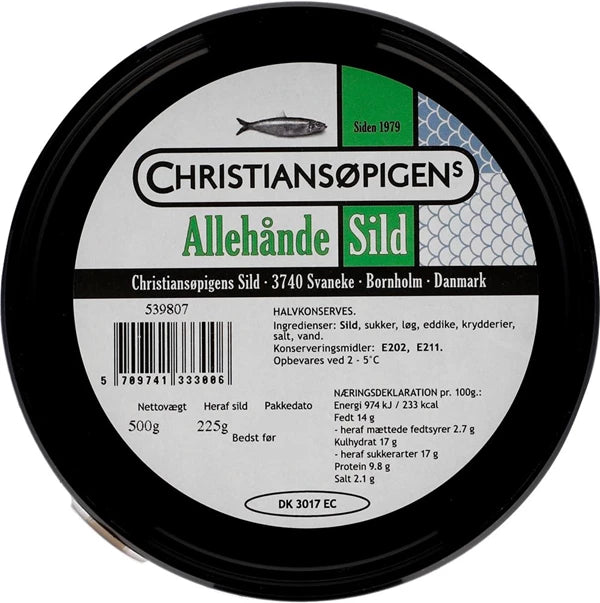 Siden 1979
CHRISTIANSØPIGENS
Allehånde Sild
Christiansøpigens Sild · 3740 Svaneke · Bornholm · Danmark
539807
5 709741 333006
HALVKONSERVES.
Ingredienser: Sild, sukker, løg, eddike, krydderier,
salt, vand.
Konserveringsmidler: E202, E211.
Opbevares ved 2 - 5°C
Nettovægt Heraf sild Pakkedato
500g 225g
Bedst før
NÆRINGSDEKLARATION pr. 100g.:
Energi 974 kJ / 233 kcal
Fedt 14 g
- heraf mættede fedtsyrer 2.7 g
Kulhydrat 17 g
- heraf sukkerarter 17 g
Protein 9.8 g
Salt 2.1 g
DK 3017 EC